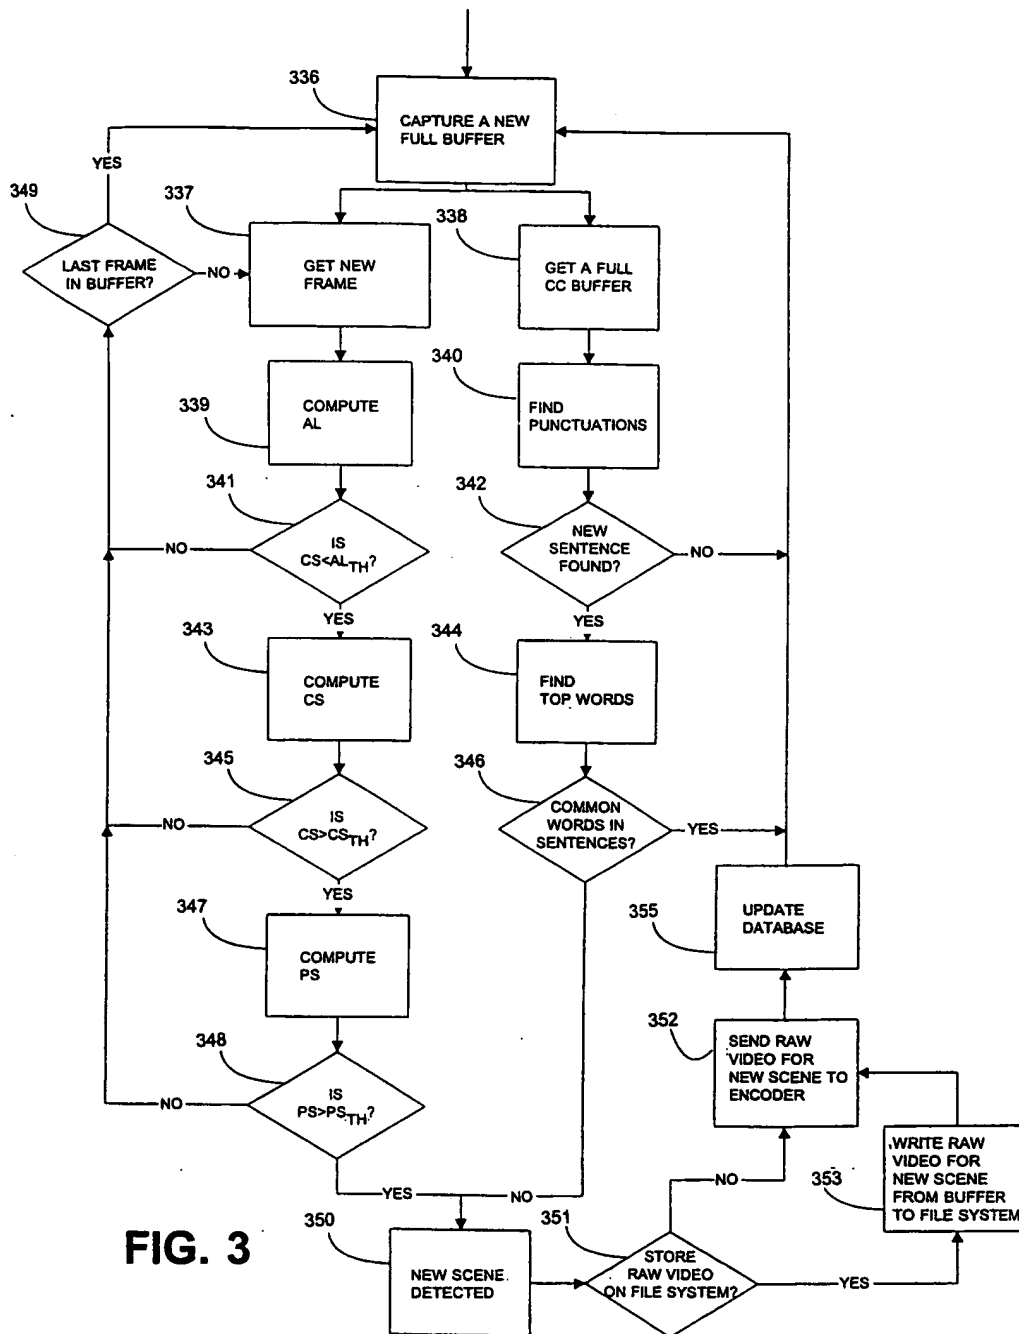 336
CAPTURE A NEW
FULL BUFFER
YES
349
LAST FRAME
IN BUFFER?
NO
337
GET NEW
FRAME
338
GET A FULL
CC BUFFER
339
COMPUTE
AL
340
FIND
PUNCTUATIONS
341
IS
CS<ALTH?
NO
YES
342
NEW
SENTENCE
FOUND?
NO
YES
343
COMPUTE
CS
344
FIND
TOP WORDS
345
IS
CS>CSTH?
NO
YES
346
COMMON
WORDS IN
SENTENCES?
YES
347
COMPUTE
PS
355
UPDATE
DATABASE
348
IS
PS>PSTH?
NO
YES
NO
352
SEND RAW
VIDEO FOR
NEW SCENE TO
ENCODER
353
WRITE RAW
VIDEO FOR
NEW SCENE
FROM BUFFER
TO FILE SYSTEM
NO
350
NEW SCENE
DETECTED
351
STORE
RAW VIDEO
ON FILE SYSTEM?
YES
FIG. 3